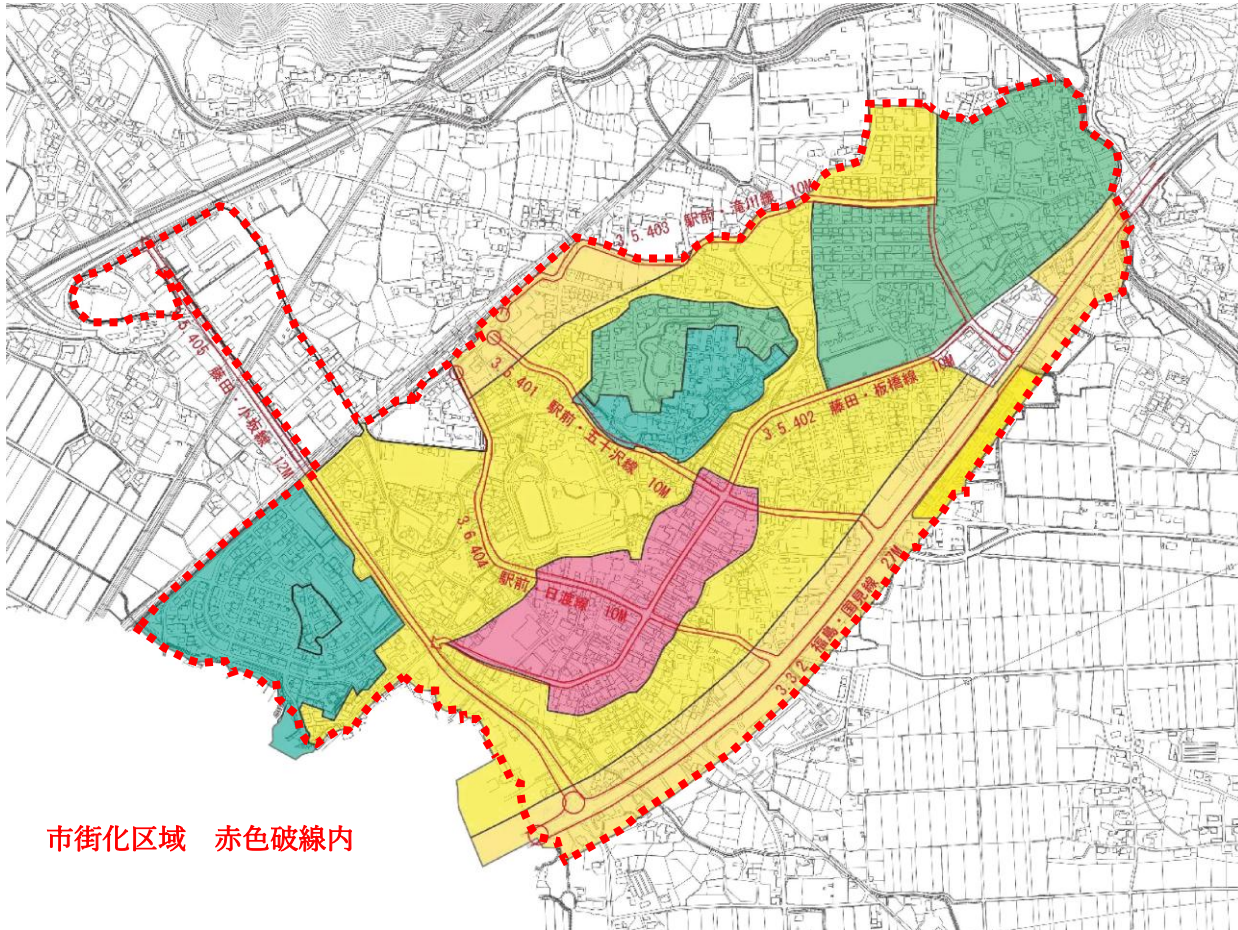 3.5.403 駅前・滝川線 10M
3.5.405 藤田・小坂線 12M
3.5.401 駅前・五十沢線 10M
3.5.402 藤田・板橋線 10M
3.6.404 駅前・日渡線 10M
3.3.2 福島・国見線 27M
市街化区域 赤色破線内